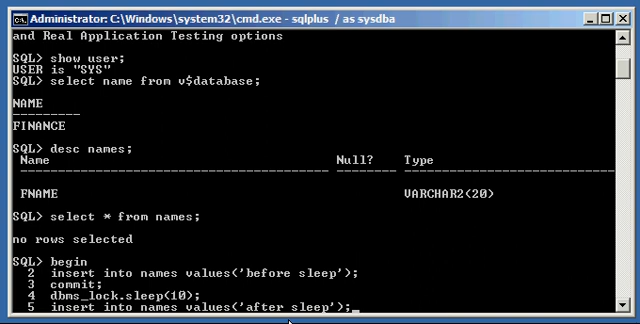 Administrator: C:\Windows\system32\cmd.exe - sqlplus / as sysdba
and Real Application Testing options
SQL> show user;
USER is "SYS"
SQL> select name from v$database;
NAME
---------
FINANCE
SQL> desc names;
Name Null? Type
----------------------------------------- -------- ----------------------------
FNAME VARCHAR2(20)
SQL> select * from names;
no rows selected
SQL> begin
2 insert into names values('before sleep');
3 commit;
4 dbms_lock.sleep(10);
5 insert into names values('after sleep');_